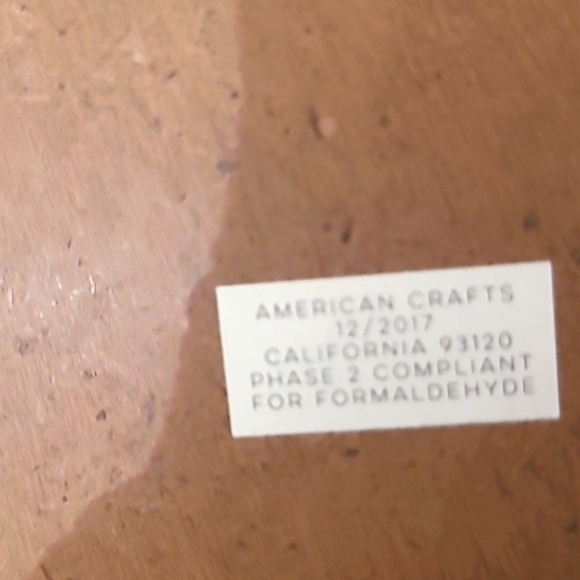 AMERICAN CRAFTS
12/2017
CALIFORNIA 93120
PHASE 2 COMPLIANT
FOR FORMALDEHYDE